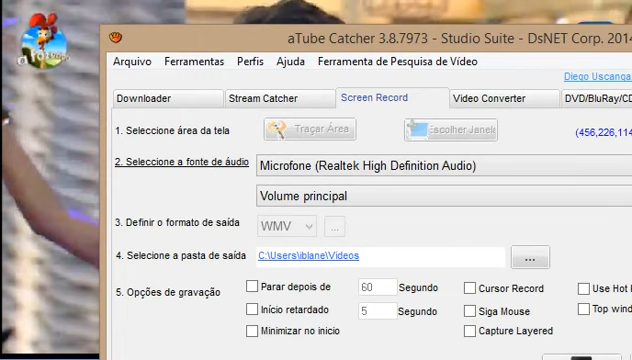 aTube Catcher 3.8.7973 - Studio Suite - DsNET Corp. 2014
Arquivo Ferramentas Perfis Ajuda Ferramenta de Pesquisa de Vídeo
Diego Uscanga
Downloader Stream Catcher Screen Record Video Converter DVD/BluRay/CD
1. Seleccione área da tela Traçar Área Escolher Janela (456,226,114
2. Seleccione a fonte de áudio Microfone (Realtek High Definition Audio)
Volume principal
3. Definir o formato de saída WMV ...
4. Selecione a pasta de saída C:\Users\iblane\Videos ...
5. Opções de gravação Parar depois de 60 Segundo Cursor Record Use Hot
Início retardado 5 Segundo Siga Mouse Top wind
Minimizar no inicio Capture Layered